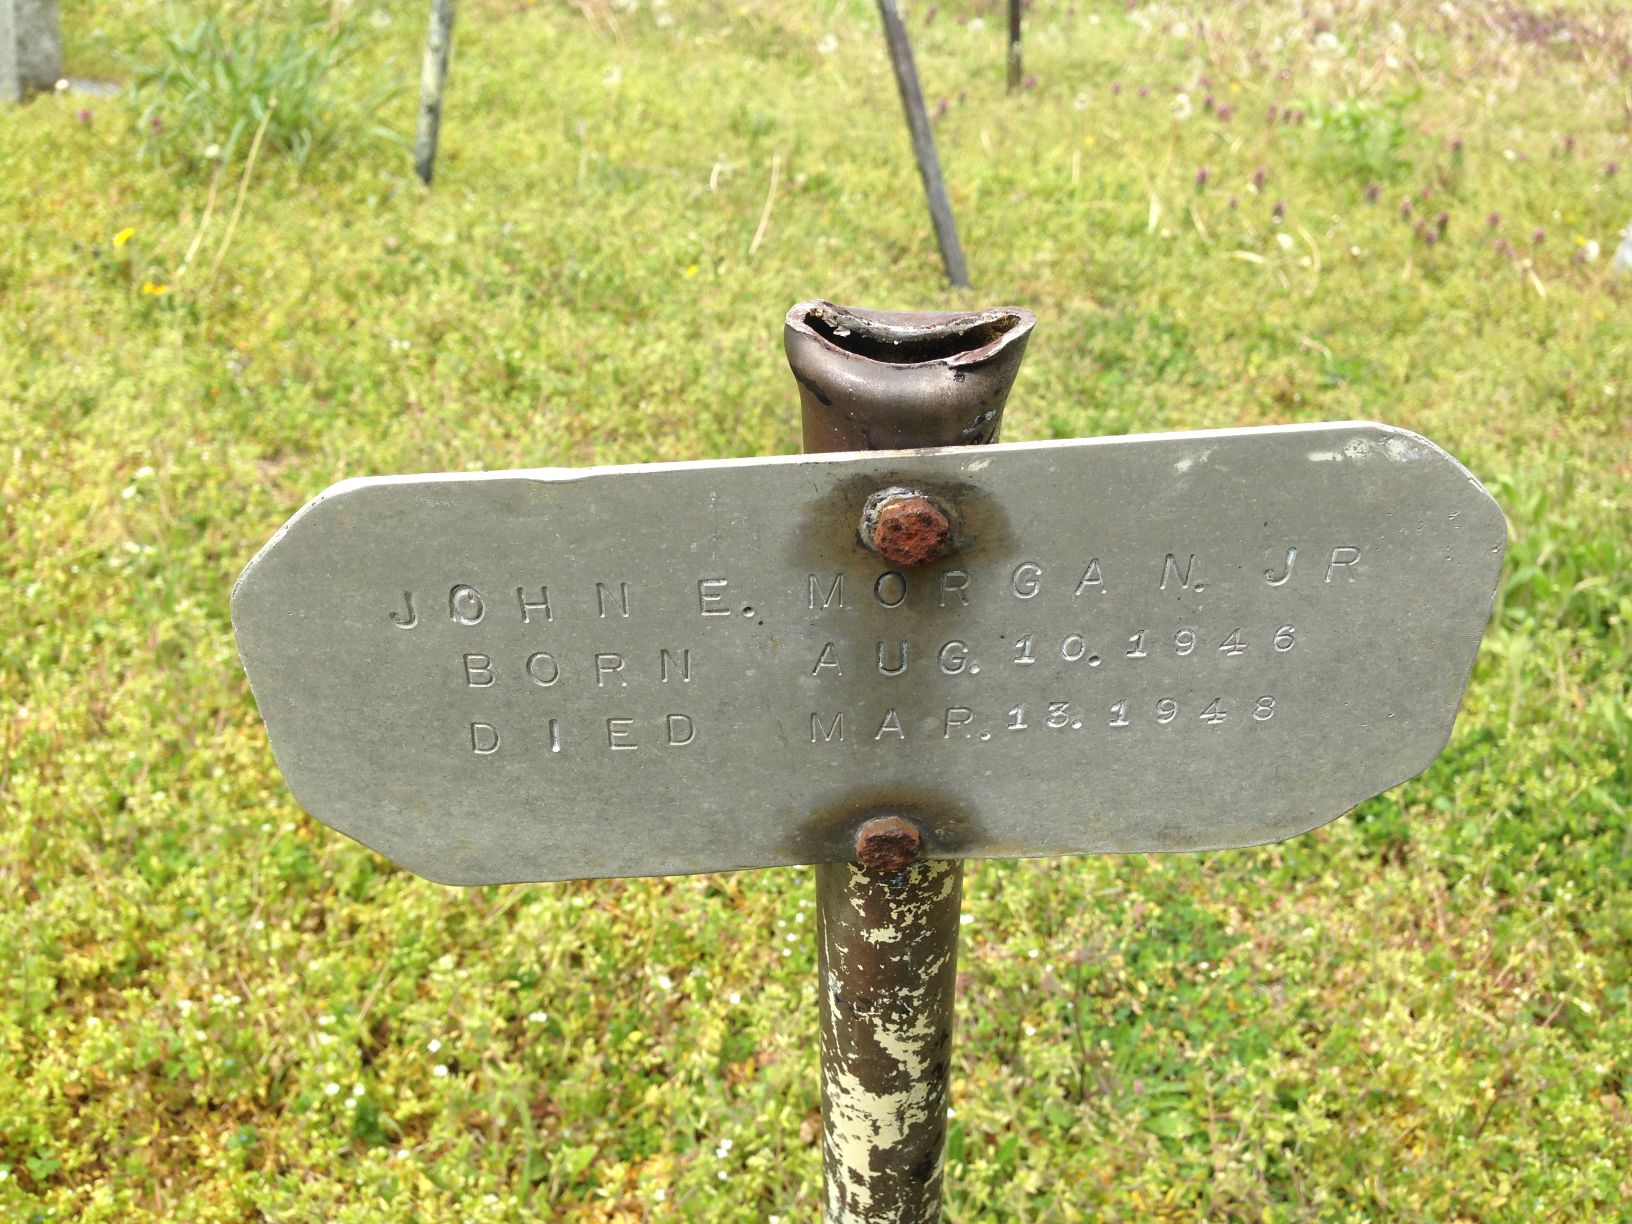 JOHN E. MORGAN. JR
BORN AUG. 10. 1946
DIED MAR. 13. 1948